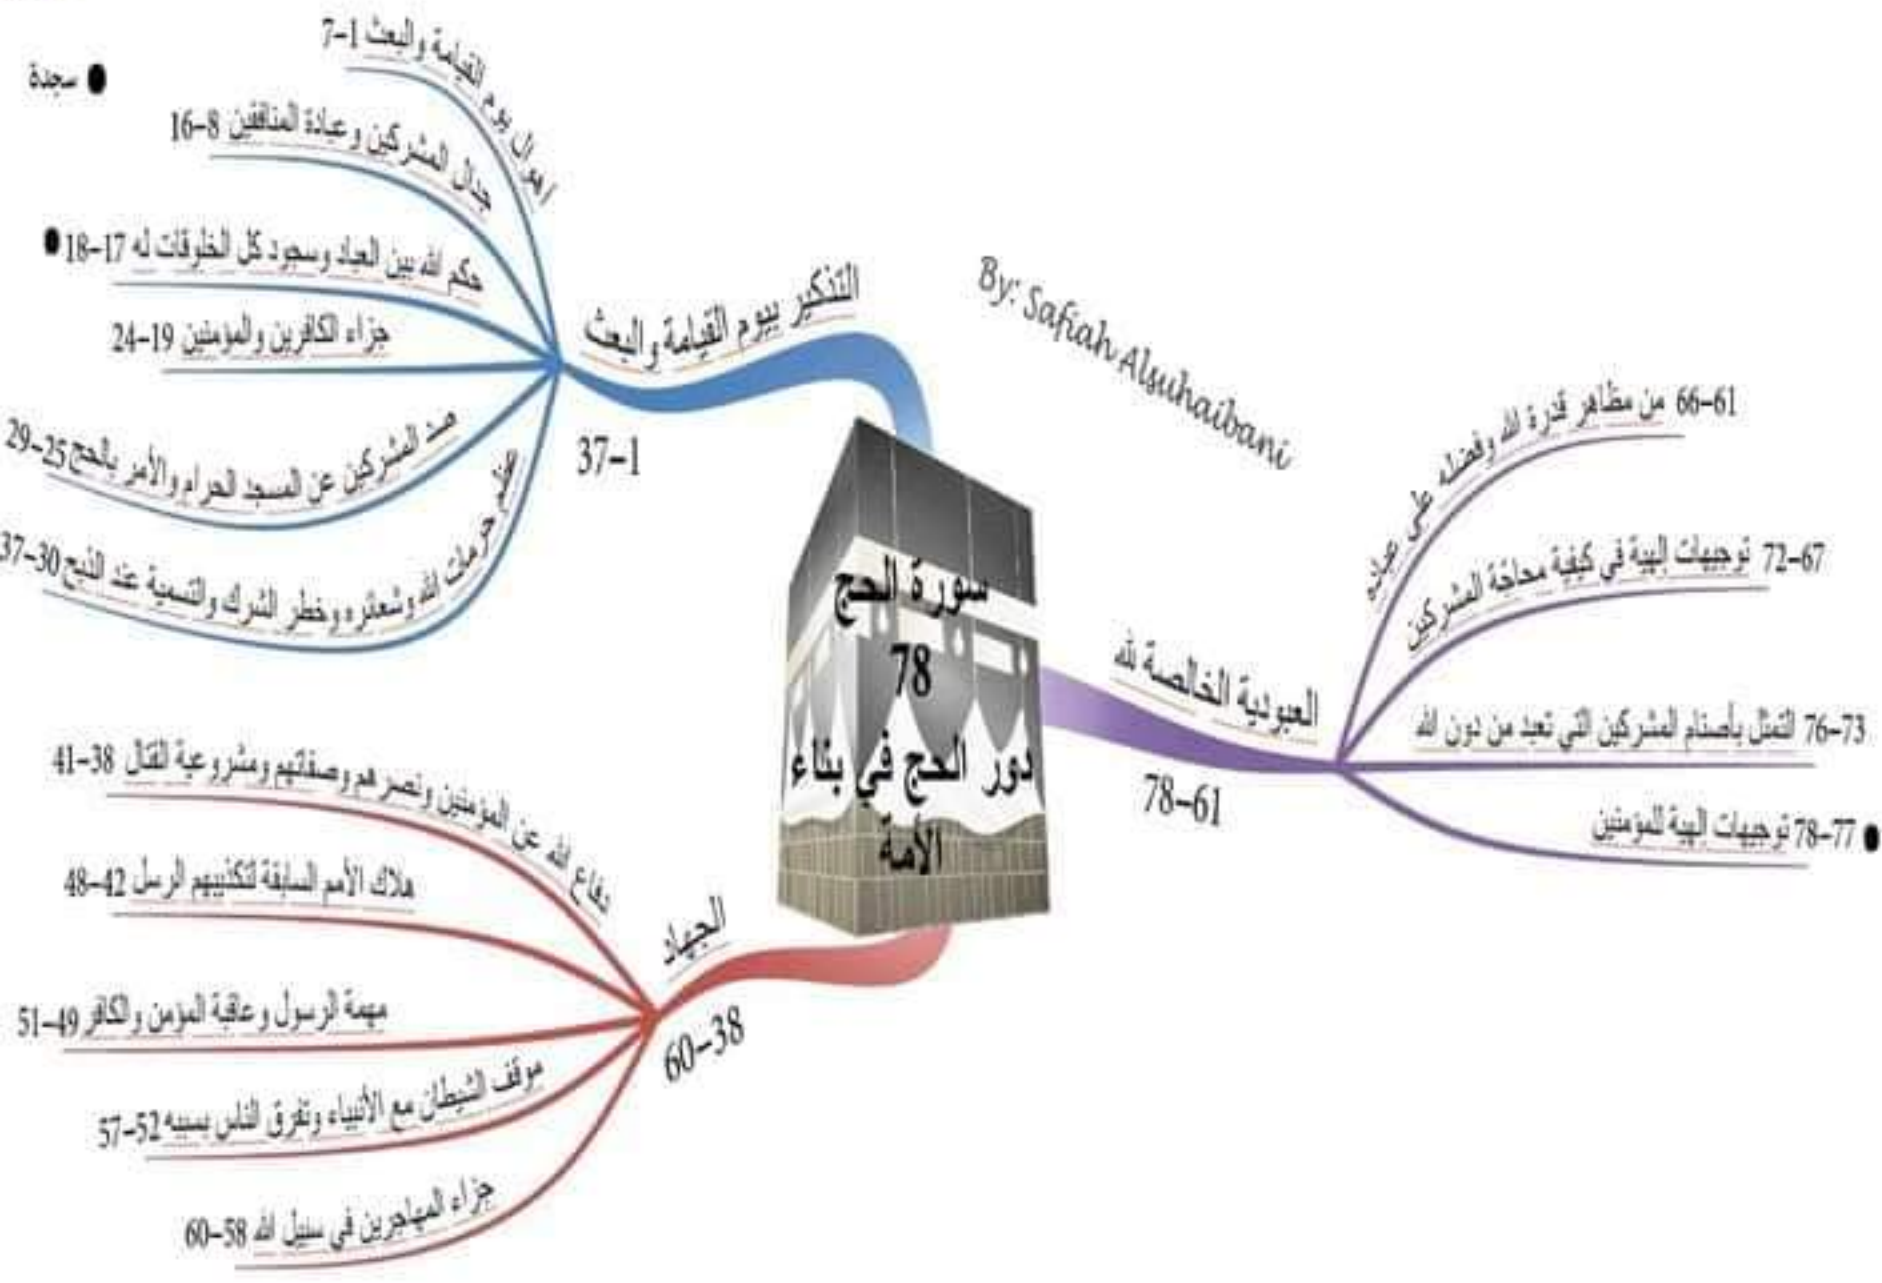 سورة الحج
78
دور الحج في بناء
الأمة
By: Safiah Alsuhaibani
● سجدة
التذكير بيوم القيامة والبعث
37–1
أهوال يوم القيامة والبعث 1–7
جدال المشركين وعبادة المنافقين 8–16
حكم الله بين العباد وسجود كل الخلوقات له 17–18 ●
جزاء الكافرين والمؤمنين 19–24
صد المشركين عن المسجد الحرام والأمر بالحج 25–29
عظم حرمات الله وشعائره وخطر الشرك والتسمية عند الذبح 30–37
الجهاد
60–38
دفاع الله عن المؤمنين ونصرهم وصفاتهم ومشروعية القتال 38–41
هلاك الأمم السابقة لتكذيبهم الرسل 42–48
مهمة الرسول وعاقبة المؤمن والكافر 49–51
موقف الشيطان مع الأنبياء وتفرق الناس بسببه 52–57
جزاء المهاجرين في سبيل الله 58–60
العبودية الخالصة لله
78–61
66–61 من مظاهر قدرة الله وفضله على عباده
72–67 توجيهات إلهية في كيفية محاجّة المشركين
76–73 التمثل بأصنام المشركين التي تعبد من دون الله
● 78–77 توجيهات إلهية للمؤمنين